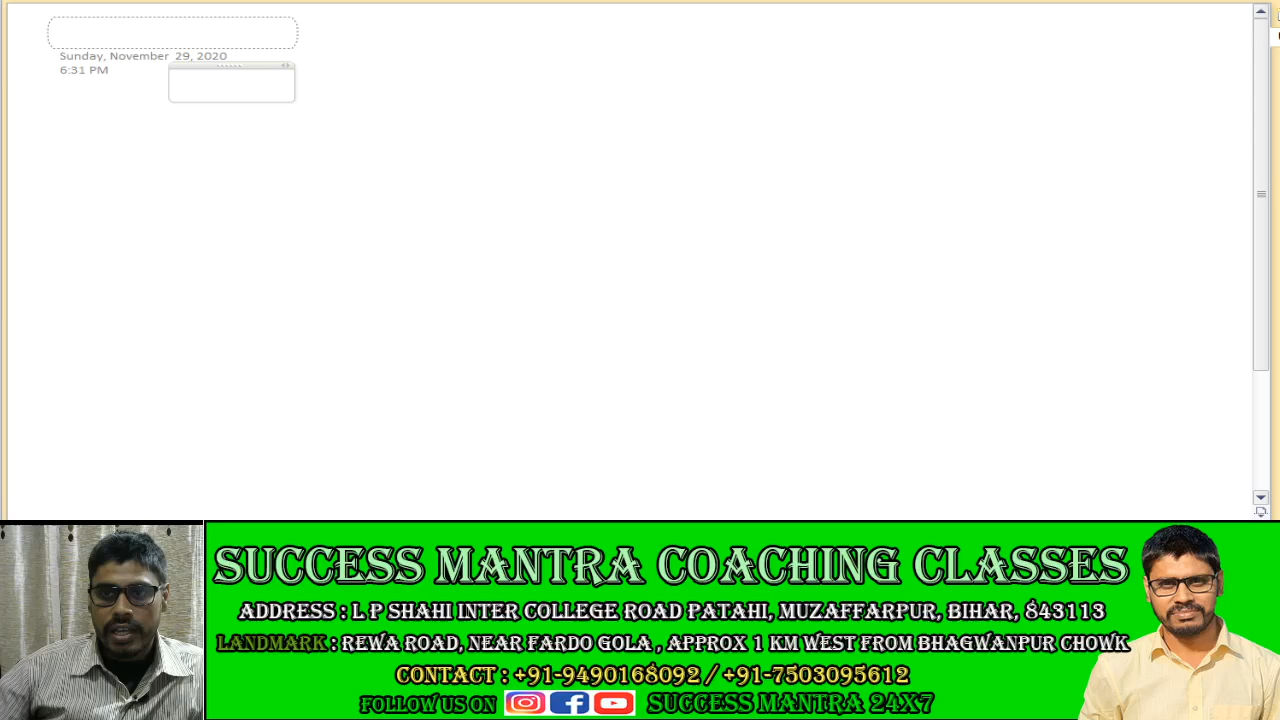 Sunday, November 29, 2020
6:31 PM
SUCCESS MANTRA COACHING CLASSES
ADDRESS : L P SHAHI INTER COLLEGE ROAD PATAHI, MUZAFFARPUR, BIHAR, 843113
LANDMARK : REWA ROAD, NEAR FARDO GOLA , APPROX 1 KM WEST FROM BHAGWANPUR CHOWK
CONTACT : +91-9490168092 / +91-7503095612
FOLLOW US ON SUCCESS MANTRA 24X7